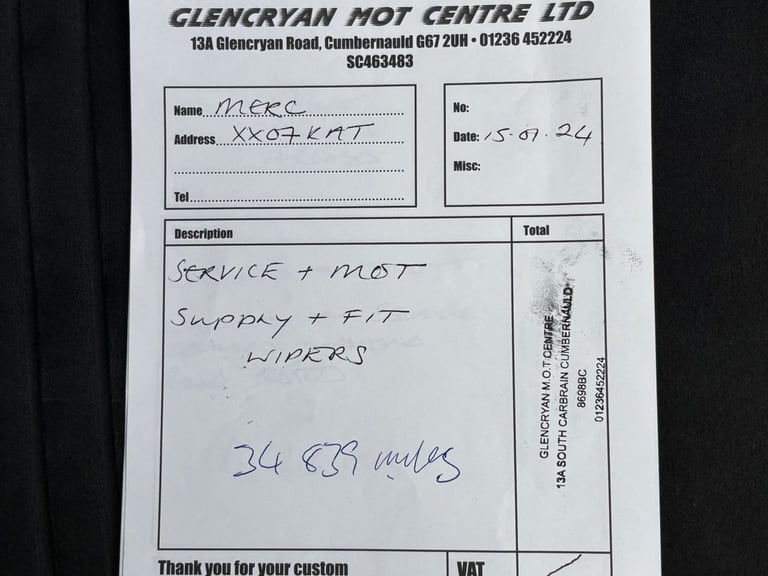 GLENCRYAN MOT CENTRE LTD
13A Glencryan Road, Cumbernauld G67 2UH • 01236 452224
SC463483
Name MERC
Address XX07 KAT
Tel
No:
Date: 15.07.24
Misc:
Description
Total
SERVICE + MOT
SUPPLY + FIT
WIPERS
34 839 miles
GLENCRYAN M.O.T CENTRE
13A SOUTH CARBRAIN CUMBERNAULD
8698BC
01236452224
Thank you for your custom
VAT